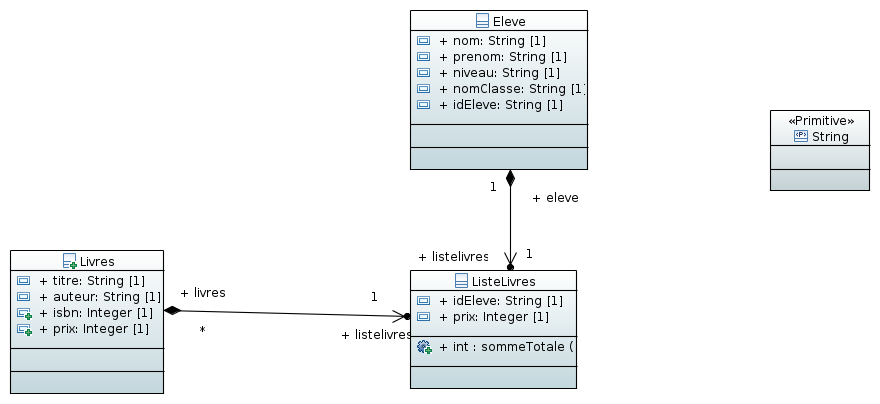 Eleve
+ nom: String [1]
+ prenom: String [1]
+ niveau: String [1]
+ nomClasse: String [1]
+ idEleve: String [1]
«Primitive»
String
1
+ eleve
+ listelivres
1
Livres
+ titre: String [1]
+ auteur: String [1]
+ isbn: Integer [1]
+ prix: Integer [1]
+ livres
*
1
+ listelivres
ListeLivres
+ idEleve: String [1]
+ prix: Integer [1]
+ int : sommeTotale (